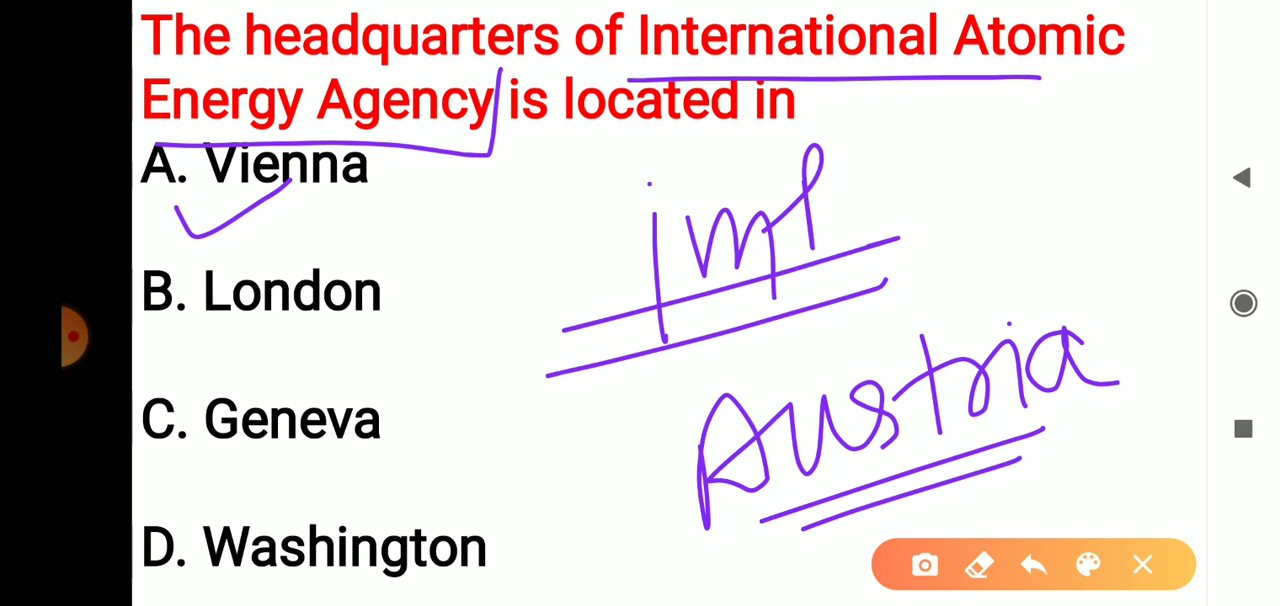 The headquarters of International Atomic
Energy Agency is located in
A. Vienna
imp
B. London
Austria
C. Geneva
D. Washington